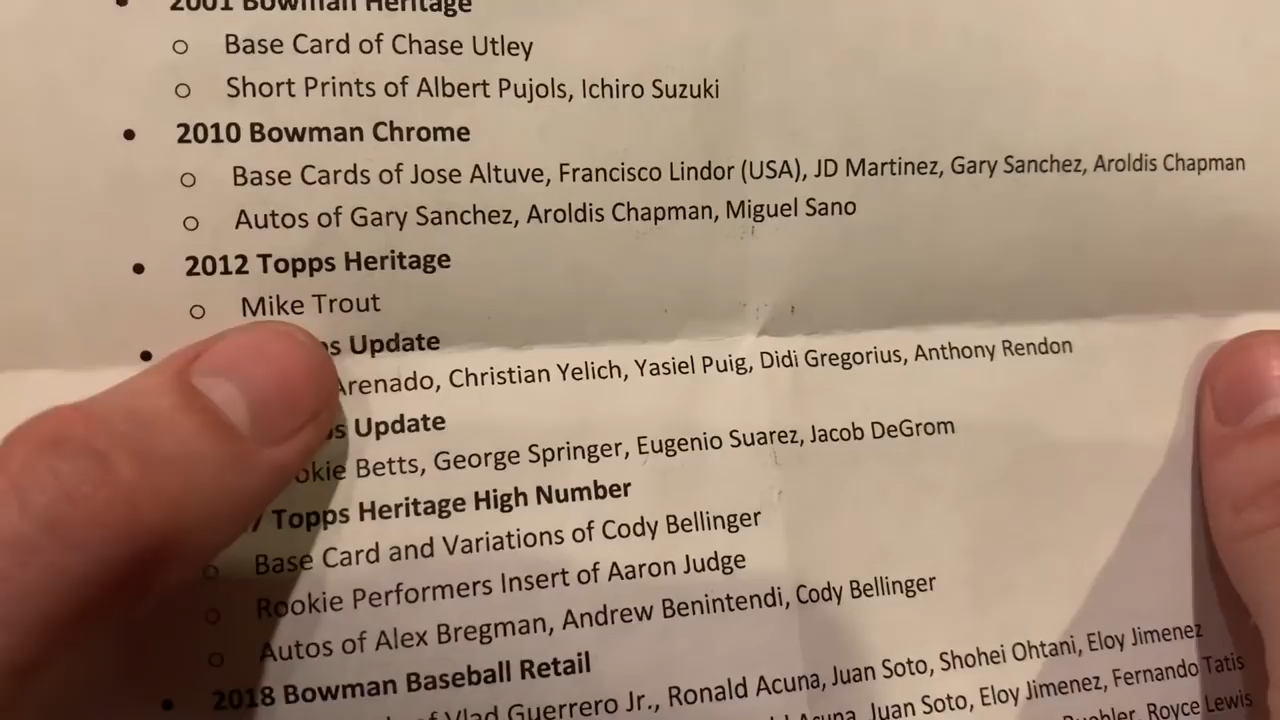 2001 Bowman Heritage
Base Card of Chase Utley
Short Prints of Albert Pujols, Ichiro Suzuki
2010 Bowman Chrome
Base Cards of Jose Altuve, Francisco Lindor (USA), JD Martinez, Gary Sanchez, Aroldis Chapman
Autos of Gary Sanchez, Aroldis Chapman, Miguel Sano
2012 Topps Heritage
Mike Trout
Update
Arenado, Christian Yelich, Yasiel Puig, Didi Gregorius, Anthony Rendon
Update
Betts, George Springer, Eugenio Suarez, Jacob DeGrom
Topps Heritage High Number
Base Card and Variations of Cody Bellinger
Rookie Performers Insert of Aaron Judge
Autos of Alex Bregman, Andrew Benintendi, Cody Bellinger
2018 Bowman Baseball Retail
of Vlad Guerrero Jr., Ronald Acuna, Juan Soto, Shohei Ohtani, Eloy Jimenez
Acuna, Juan Soto, Eloy Jimenez, Fernando Tatis
Royce Lewis